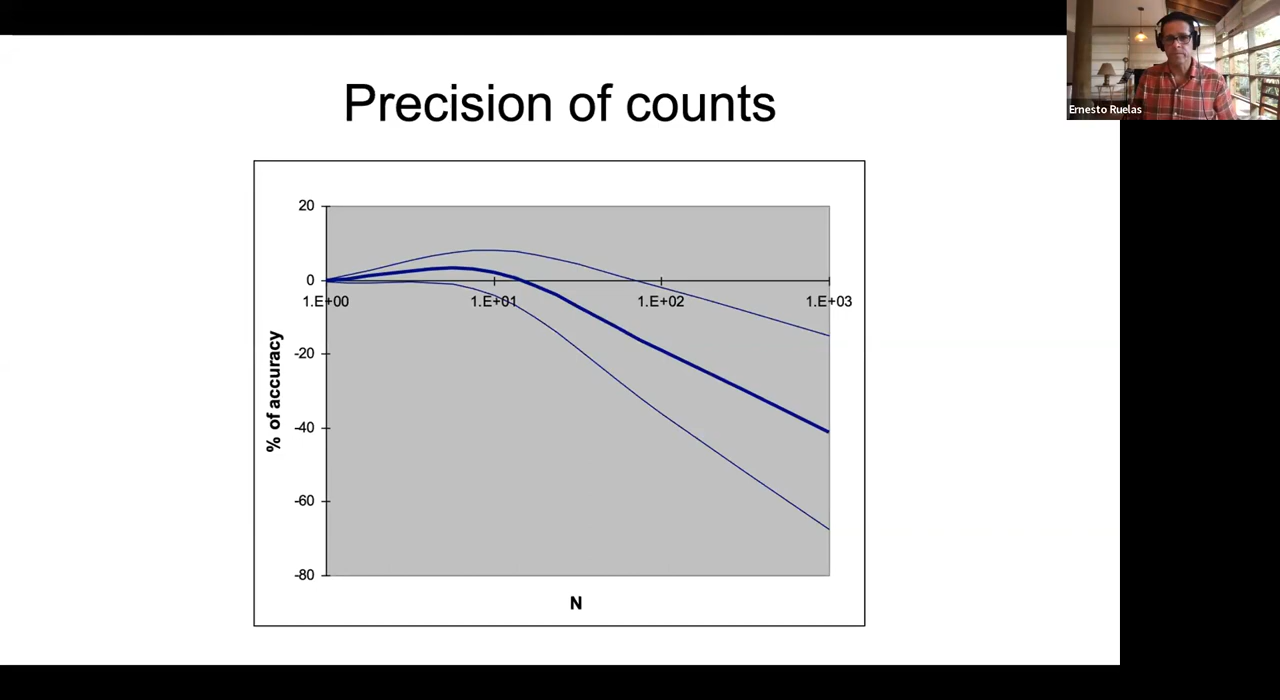 Precision of counts
Ernesto Ruelas
20
0
1.E+00 1.E+01 1.E+02 1.E+03
-20
-40
-60
-80
% of accuracy
N